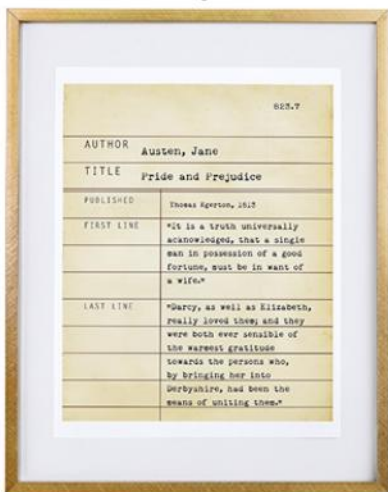 823.7
AUTHOR Austen, Jane
TITLE Pride and Prejudice
PUBLISHED Thomas Egerton, 1813
FIRST LINE "It is a truth universally
acknowledged, that a single
man in possession of a good
fortune, must be in want of
a wife."
LAST LINE "Darcy, as well as Elizabeth,
really loved them; and they
were both ever sensible of
the warmest gratitude
towards the persons who,
by bringing her into
Derbyshire, had been the
means of uniting them."